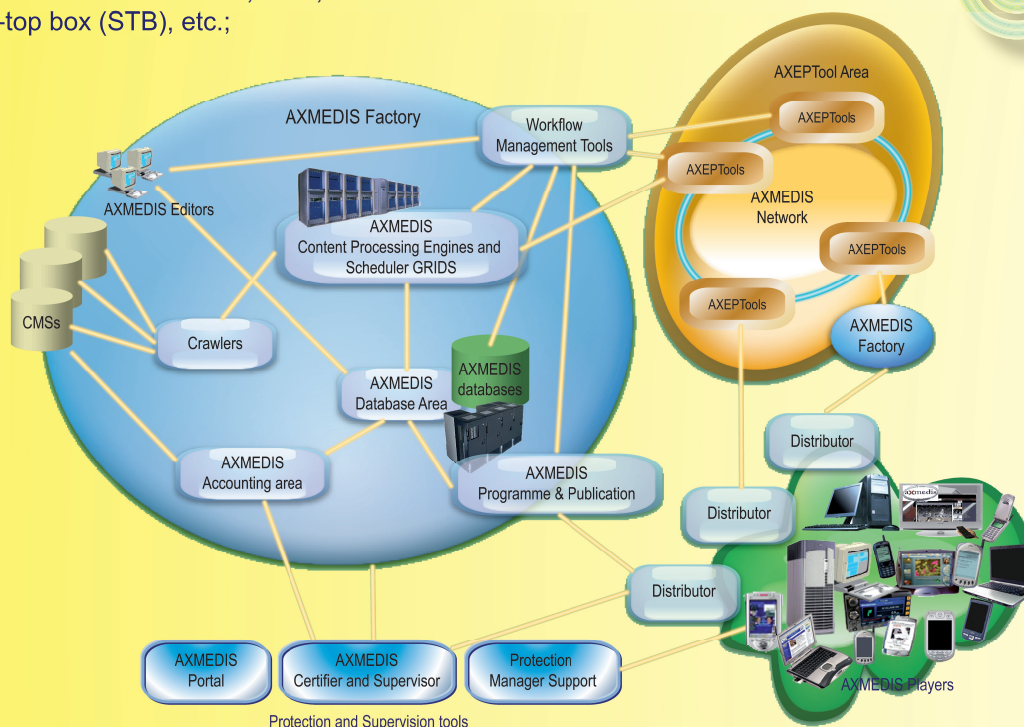 -top box (STB), etc.;
AXMEDIS Factory
Workflow
Management Tools
AXEPTool Area
AXEPTools
AXEPTools
AXMEDIS
Network
AXEPTools
AXEPTools
AXMEDIS
Factory
AXMEDIS Editors
AXMEDIS
Content Processing Engines and
Scheduler GRIDS
CMSs
Crawlers
AXMEDIS
Database Area
AXMEDIS
databases
AXMEDIS
Accounting area
AXMEDIS
Programme & Publication
Distributor
Distributor
Distributor
axmedis
AXMEDIS Players
AXMEDIS
Portal
AXMEDIS
Certifier and Supervisor
Protection
Manager Support
Protection and Supervision tools